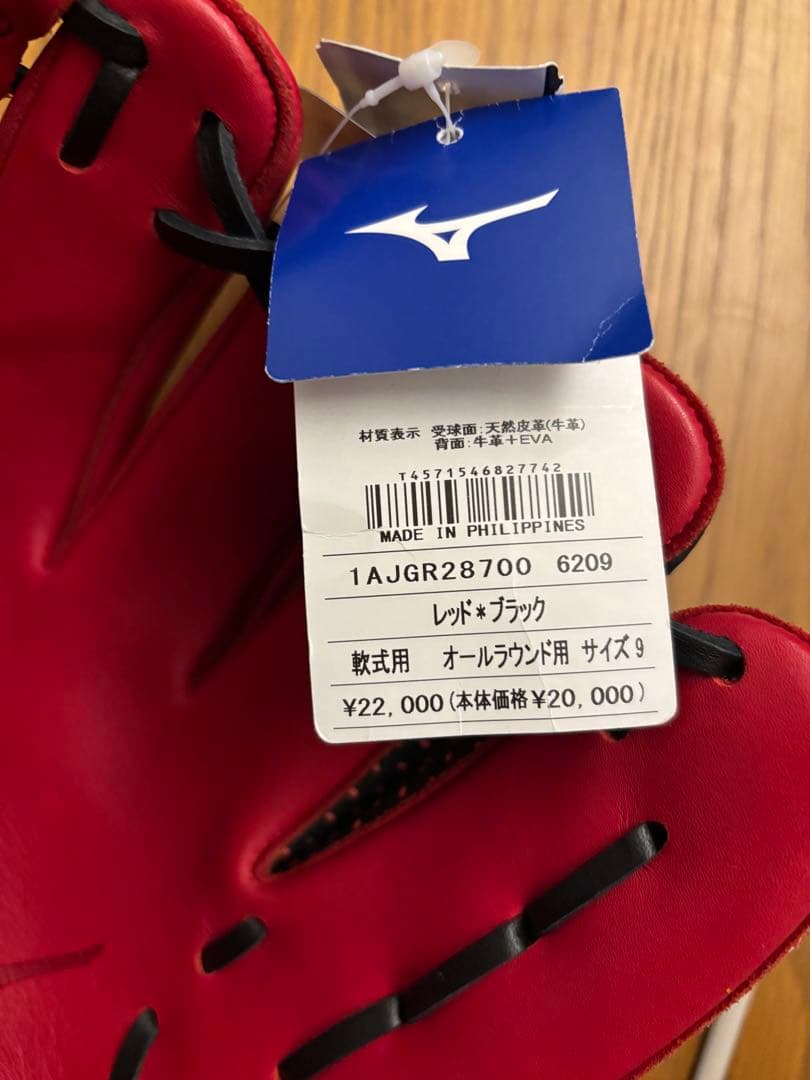 材質表示 受球面:天然皮革(牛革)
背面:牛革+EVA
T4571546827742
MADE IN PHILIPPINES
1AJGR28700 6209
レッド*ブラック
軟式用 オールラウンド用 サイズ9
¥22,000(本体価格¥20,000)